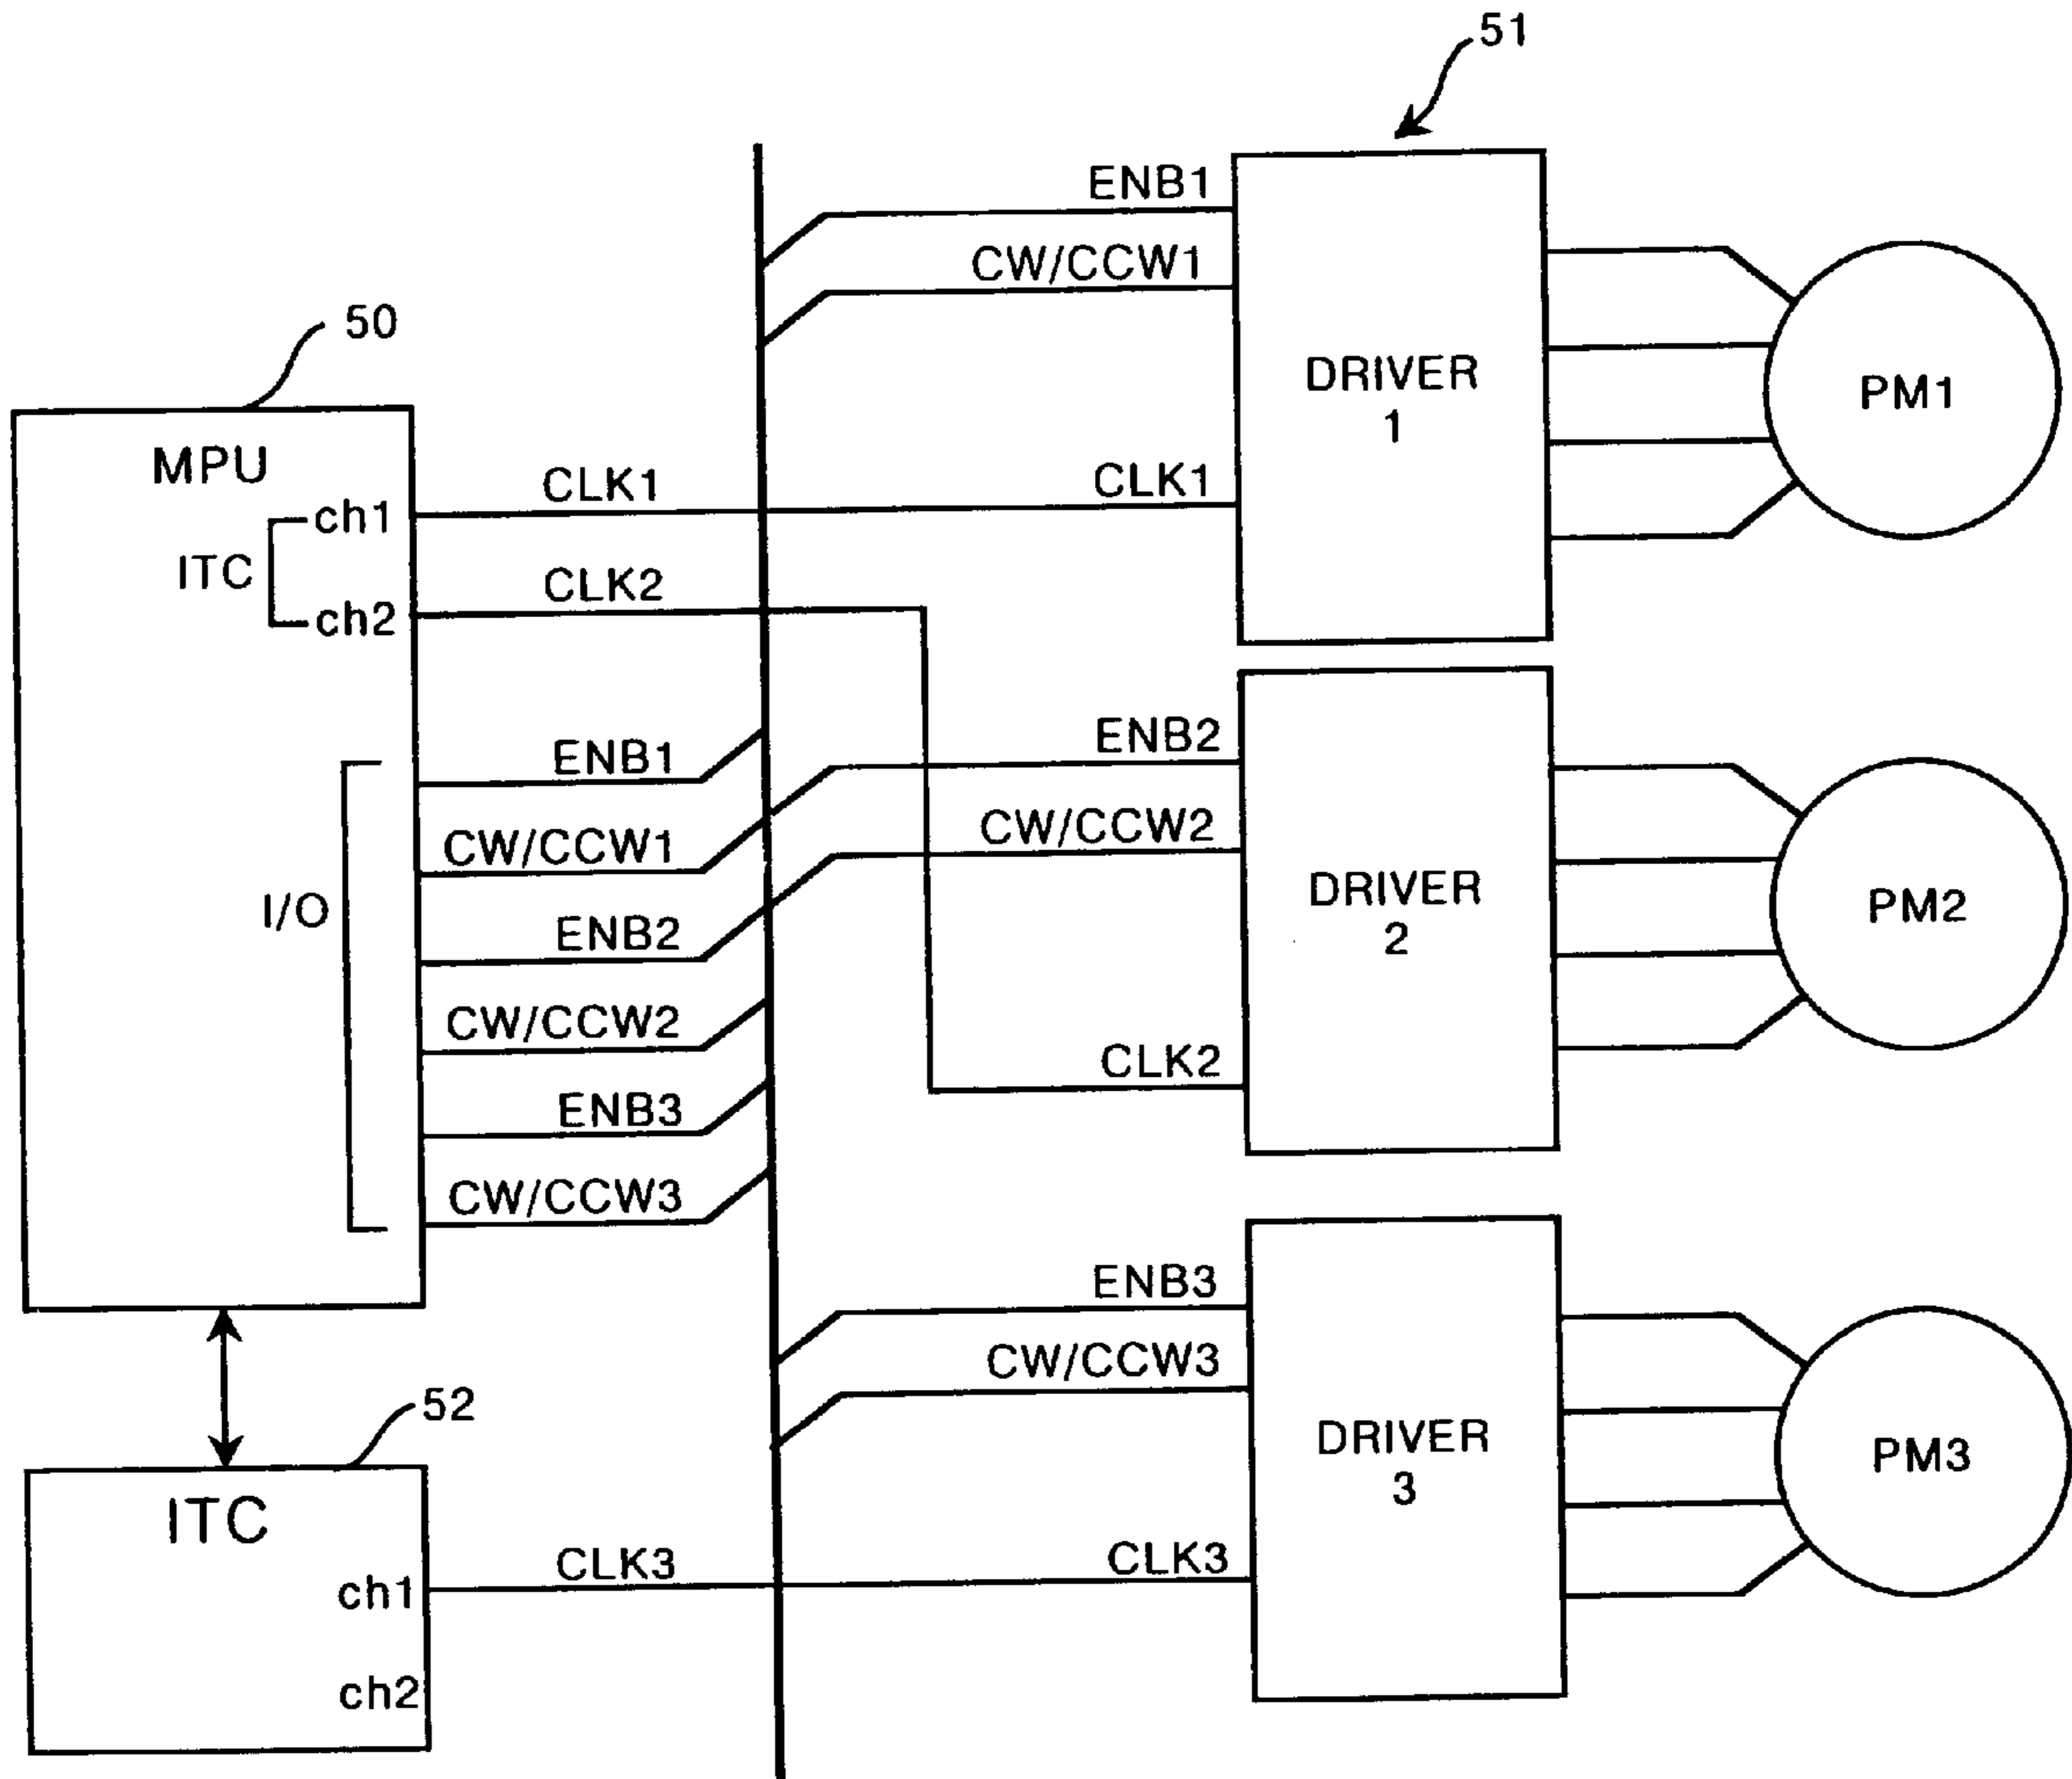 51
ENB1
CW/CCW1
DRIVER
1
CLK1
PM1
50
MPU
ch1
ITC
ch2
CLK1
CLK2
I/O
ENB1
CW/CCW1
ENB2
CW/CCW2
ENB3
CW/CCW3
ENB2
CW/CCW2
DRIVER
2
CLK2
PM2
52
ITC
ch1
ch2
CLK3
ENB3
CW/CCW3
DRIVER
3
CLK3
PM3